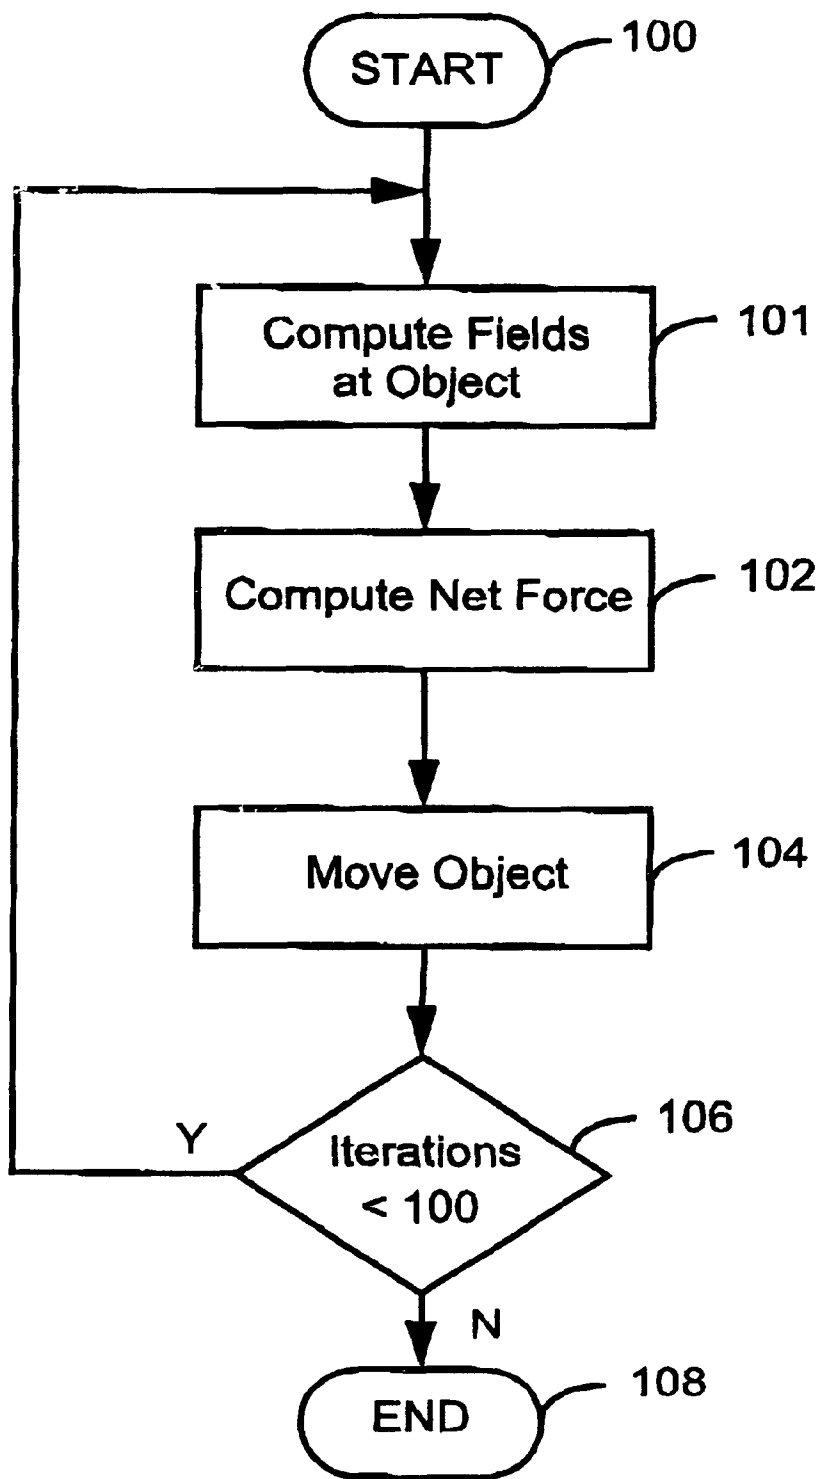 START
100
Compute Fields
at Object
101
Compute Net Force
102
Move Object
104
Iterations
< 100
106
Y
N
END
108